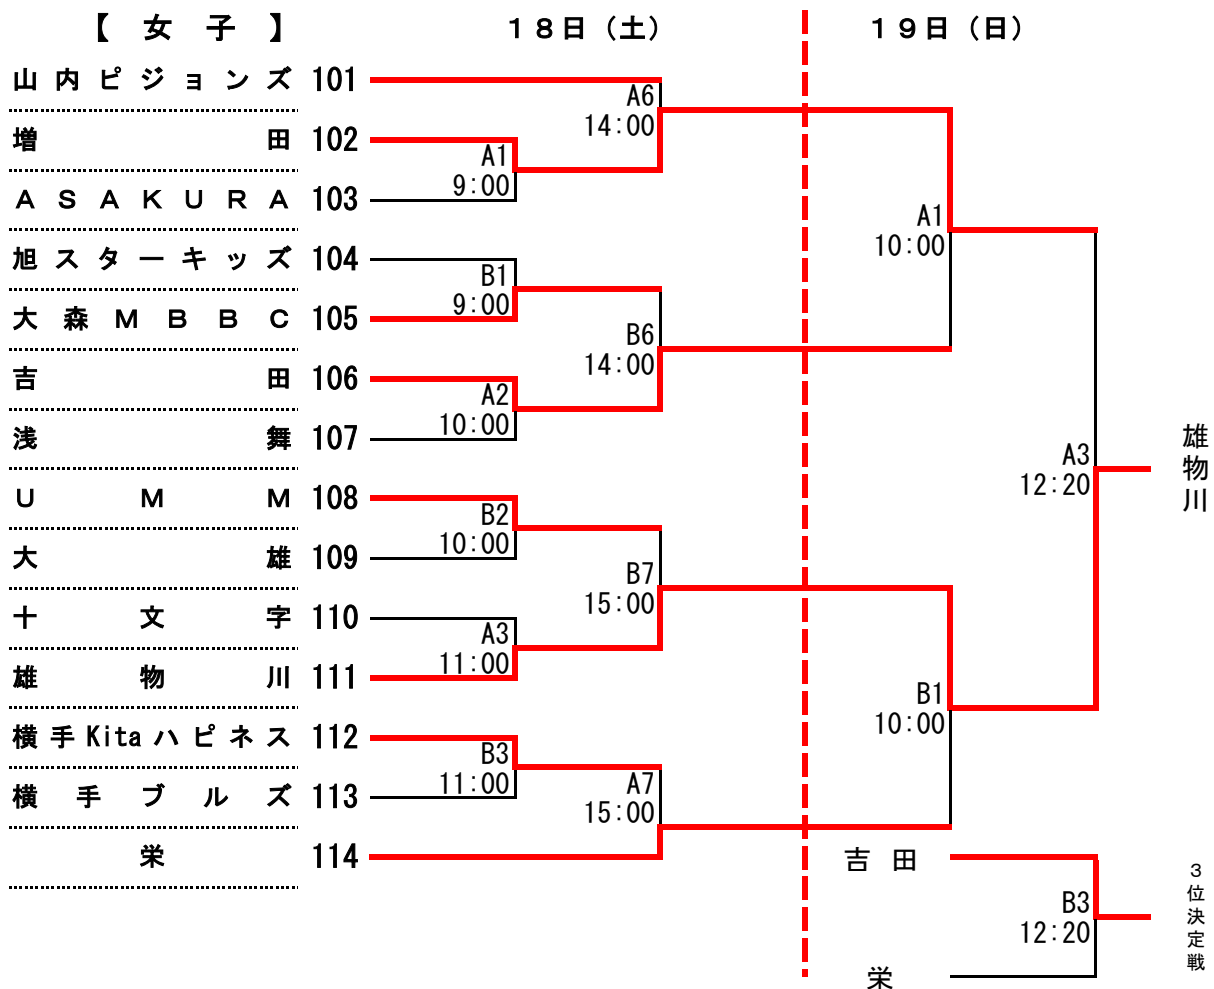 【 女 子 】 18日（土） 19日（日）
山内ピジョンズ 101
A6
14:00
増田 102
A1
9:00
ASAKURA 103
A1
10:00
旭スターキッズ 104
B1
9:00
大森MBBC 105
B6
14:00
吉田 106
A2
10:00
浅舞 107
A3
12:20
雄物川
UMM 108
B2
10:00
大雄 109
B7
15:00
十文字 110
A3
11:00
雄物川 111
B1
10:00
横手Kitaハピネス 112
B3
11:00
横手ブルズ 113
A7
15:00
栄 114
吉田
B3
12:20
栄
3位決定戦